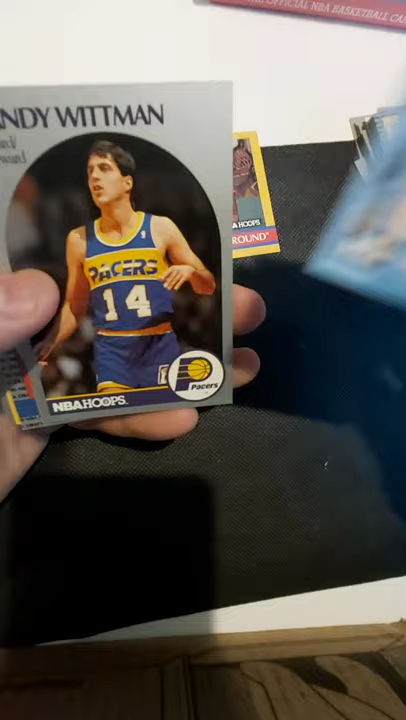 OFFICIAL NBA BASKETBALL CA
NDY WITTMAN
HOOPS
ROUND
PACERS
14
Pacers
NBA HOOPS